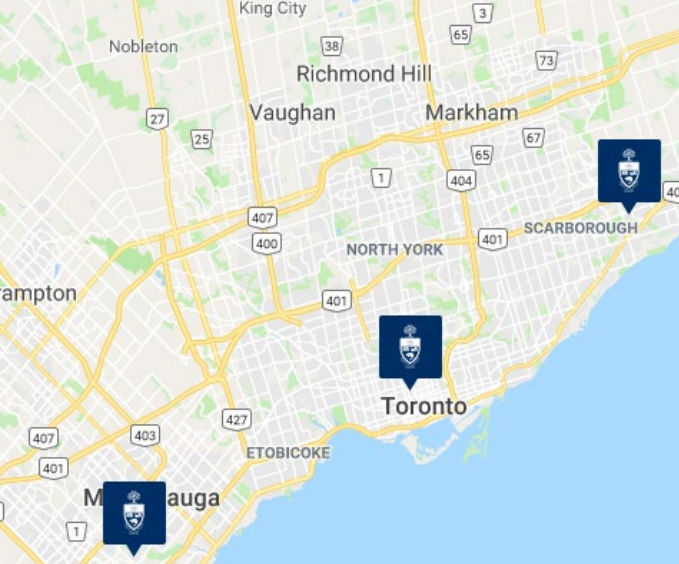 King City
3
65
Nobleton
38
73
Richmond Hill
27
Vaughan
Markham
25
67
65
1
404
40
407
SCARBOROUGH
400
401
NORTH YORK
rampton
401
Toronto
427
407
403
ETOBICOKE
401
M auga
1